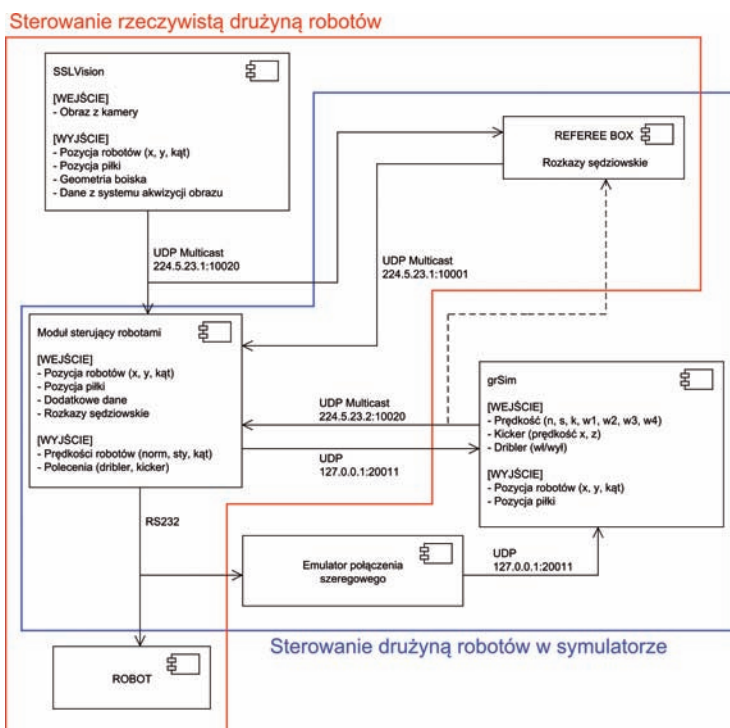 Sterowanie rzeczywistą drużyną robotów
SSLVision
[WEJŚCIE]
- Obraz z kamery
[WYJŚCIE]
- Pozycja robotów (x, y, kąt)
- Pozycja piłki
- Geometria boiska
- Dane z systemu akwizycji obrazu
REFEREE BOX
Rozkazy sędziowskie
UDP Multicast
224.5.23.1:10020
UDP Multicast
224.5.23.1:10001
Moduł sterujący robotami
[WEJŚCIE]
- Pozycja robotów (x, y, kąt)
- Pozycja piłki
- Dodatkowe dane
- Rozkazy sędziowskie
[WYJŚCIE]
- Prędkości robotów (norm, sty, kąt)
- Polecenia (dribler, kicker)
UDP Multicast
224.5.23.2:10020
UDP
127.0.0.1:20011
grSim
[WEJŚCIE]
- Prędkość (n, s, k, w1, w2, w3, w4)
- Kicker (prędkość x, z)
- Dribler (wł/wył)
[WYJŚCIE]
- Pozycja robotów (x, y, kąt)
- Pozycja piłki
RS232
Emulator połączenia
szeregowego
UDP
127.0.0.1:20011
Sterowanie drużyną robotów w symulatorze
ROBOT